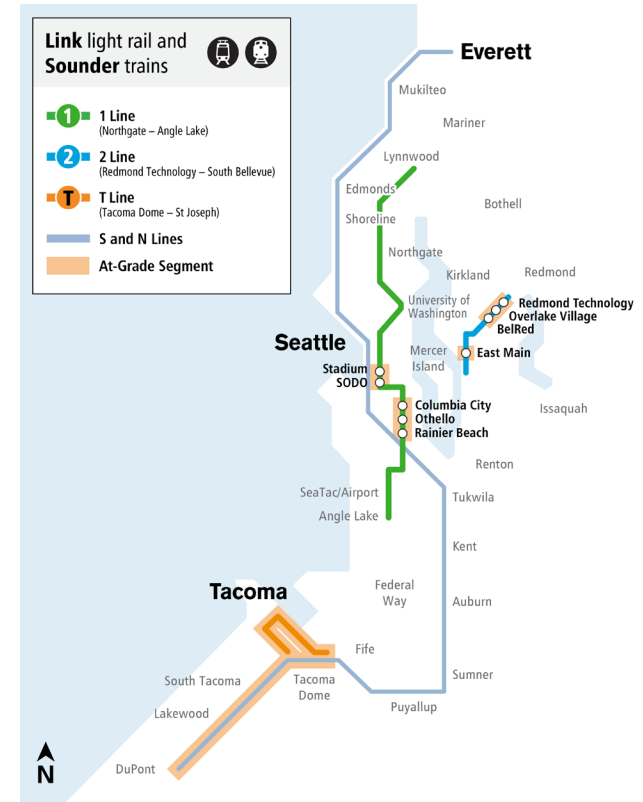 Link light rail and
Sounder trains
1
1 Line
(Northgate – Angle Lake)
2
2 Line
(Redmond Technology – South Bellevue)
T
T Line
(Tacoma Dome – St Joseph)
S and N Lines
At-Grade Segment
Everett
Mukilteo
Mariner
Lynnwood
Edmonds
Bothell
Shoreline
Northgate
Kirkland
Redmond
University of
Washington
Redmond Technology
Overlake Village
BelRed
Seattle
Mercer
Island
East Main
Stadium
SODO
Columbia City
Othello
Rainier Beach
Issaquah
Renton
SeaTac/Airport
Tukwila
Angle Lake
Kent
Federal
Way
Auburn
Tacoma
Fife
Sumner
South Tacoma
Tacoma
Dome
Lakewood
Puyallup
DuPont
N